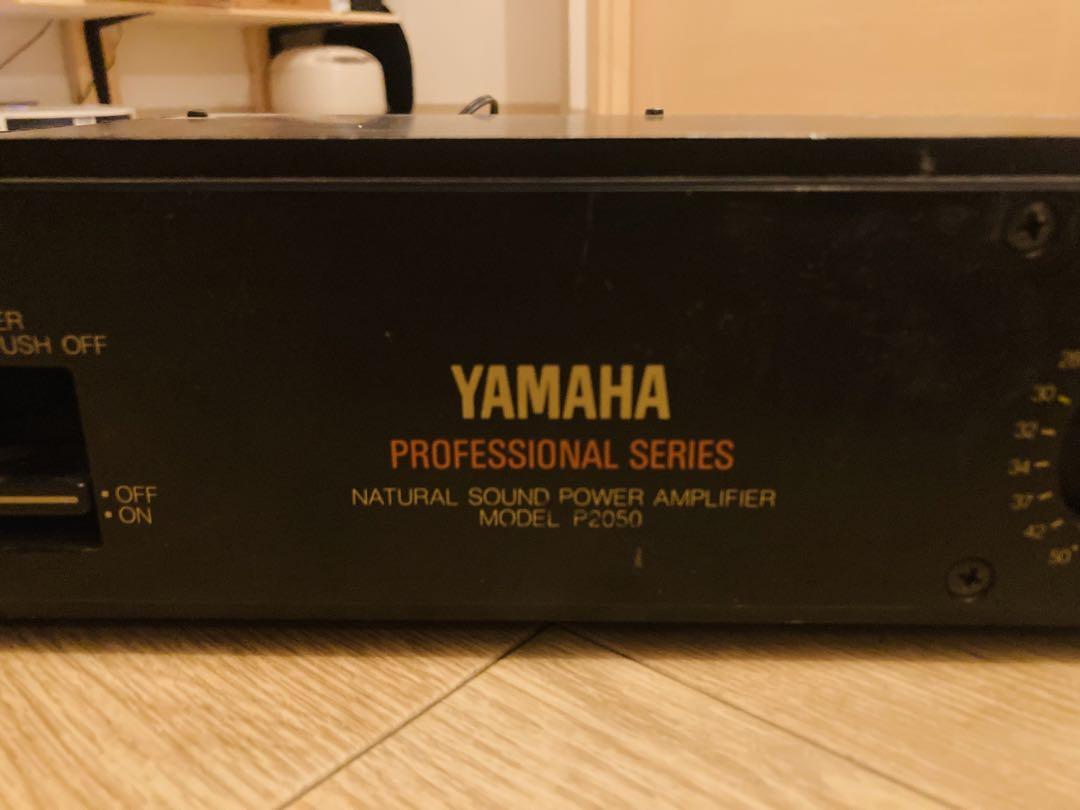 USH OFF
• OFF
• ON
YAMAHA
PROFESSIONAL SERIES
NATURAL SOUND POWER AMPLIFIER
MODEL P2050
30
32
34
37
42
50